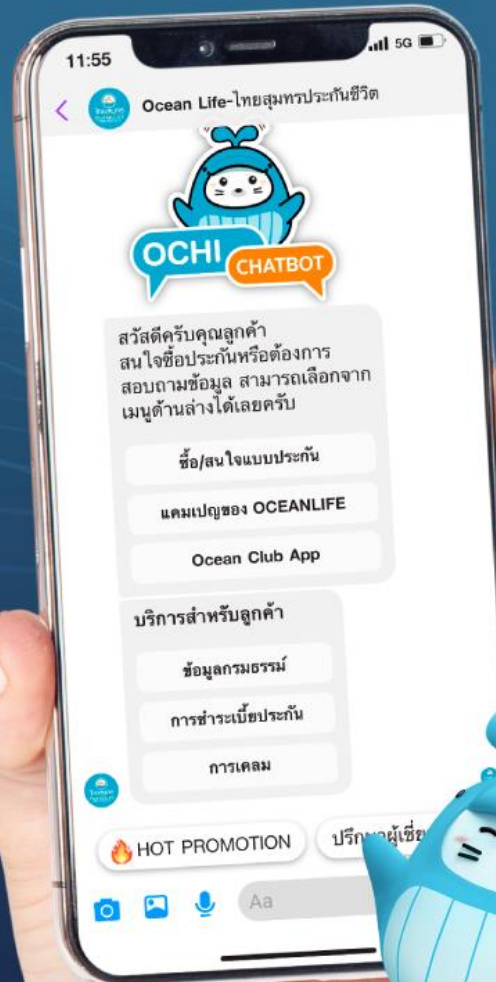 11:55
5G
Ocean Life-ไทยสมุทรประกันชีวิต
OCHI
CHATBOT
สวัสดีครับคุณลูกค้า
สนใจซื้อประกันหรือต้องการ
สอบถามข้อมูล สามารถเลือกจาก
เมนูด้านล่างได้เลยครับ
ซื้อ/สนใจแบบประกัน
แคมเปญของ OCEANLIFE
Ocean Club App
บริการสำหรับลูกค้า
ข้อมูลกรมธรรม์
การชำระเบี้ยประกัน
การเคลม
HOT PROMOTION
Aa